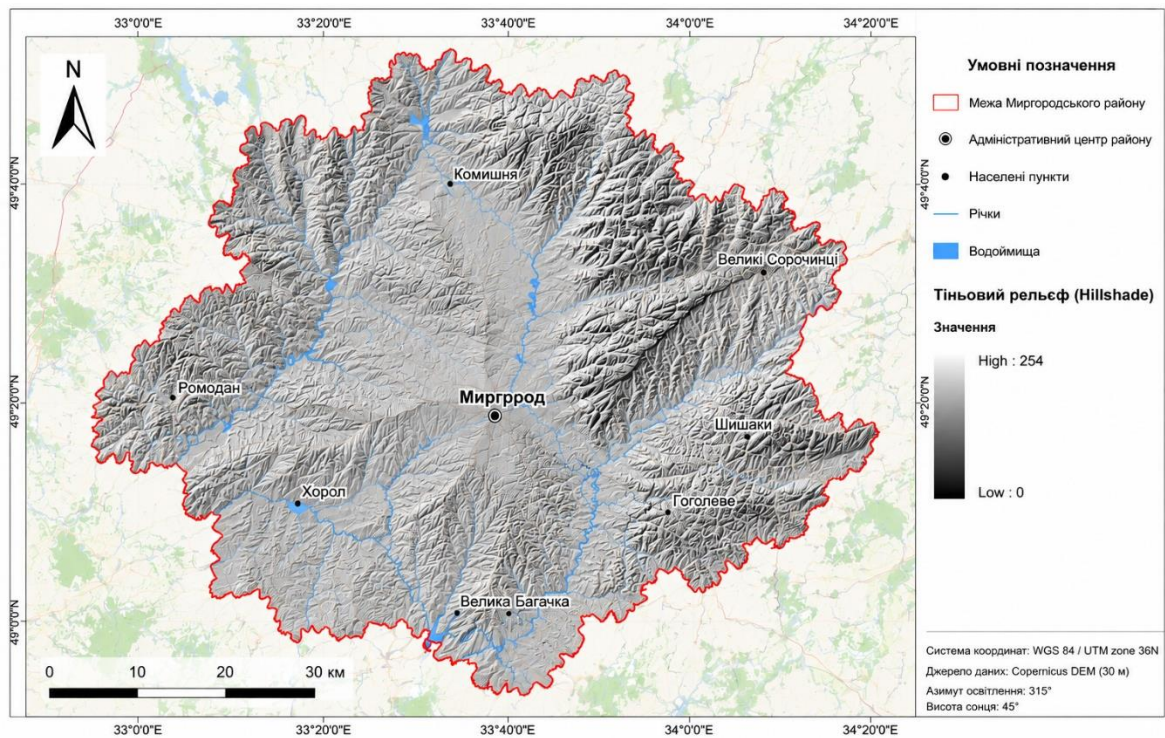 33°0'0"E 33°20'0"E 33°40'0"E 34°0'0"E 34°20'0"E
N
49°40'0"N
49°40'0"N
Комишня
Великі Сорочинці
Ромодан
49°20'0"N
49°20'0"N
Миргррод
Шишаки
Хорол
Гоголеве
Велика Багачка
49°0'0"N
49°0'0"N
0 10 20 30 км
33°0'0"E 33°20'0"E 33°40'0"E 34°0'0"E 34°20'0"E
Умовні позначення
Межа Миргородського району
Адміністративний центр району
Населені пункти
Річки
Водоймища
Тіньовий рельєф (Hillshade)
Значення
High : 254
Low : 0
Система координат: WGS 84 / UTM zone 36N
Джерело даних: Copernicus DEM (30 м)
Азимут освітлення: 315°
Висота сонця: 45°